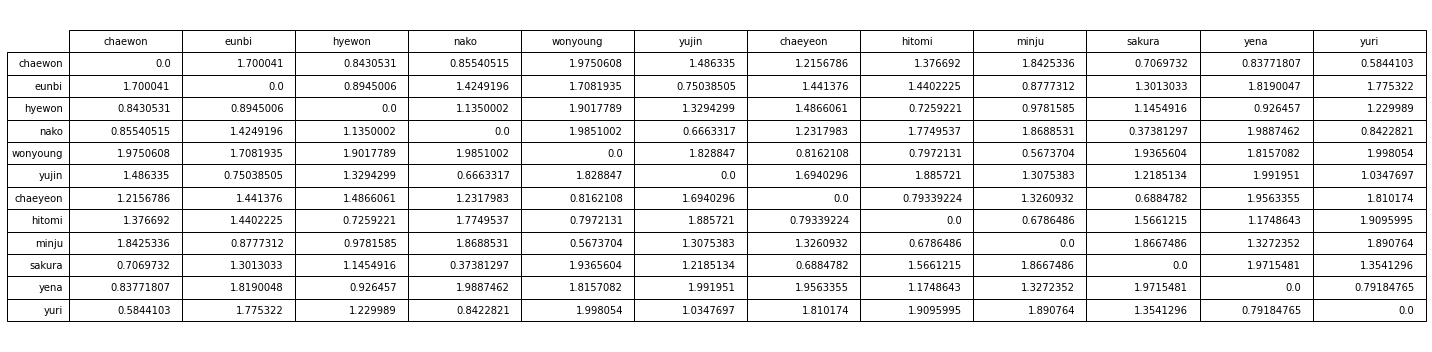 chaewon eunbi hyewon nako wonyoung yujin chaeyeon hitomi minju sakura yena yuri
chaewon 0.0 1.700041 0.8430531 0.85540515 1.9750608 1.486335 1.2156786 1.376692 1.8425336 0.7069732 0.83771807 0.5844103
eunbi 1.700041 0.0 0.8945006 1.4249196 1.7081935 0.75038505 1.441376 1.4402225 0.8777312 1.3013033 1.8190047 1.775322
hyewon 0.8430531 0.8945006 0.0 1.1350002 1.9017789 1.3294299 1.4866061 0.7259221 0.9781585 1.1454916 0.926457 1.229989
nako 0.85540515 1.4249196 1.1350002 0.0 1.9851002 0.6663317 1.2317983 1.7749537 1.8688531 0.37381297 1.9887462 0.8422821
wonyoung 1.9750608 1.7081935 1.9017789 1.9851002 0.0 1.828847 0.8162108 0.7972131 0.5673704 1.9365604 1.8157082 1.998054
yujin 1.486335 0.75038505 1.3294299 0.6663317 1.828847 0.0 1.6940296 1.885721 1.3075383 1.2185134 1.991951 1.0347697
chaeyeon 1.2156786 1.441376 1.4866061 1.2317983 0.8162108 1.6940296 0.0 0.79339224 1.3260932 0.6884782 1.9563355 1.810174
hitomi 1.376692 1.4402225 0.7259221 1.7749537 0.7972131 1.885721 0.79339224 0.0 0.6786486 1.5661215 1.1748643 1.9095995
minju 1.8425336 0.8777312 0.9781585 1.8688531 0.5673704 1.3075383 1.3260932 0.6786486 0.0 1.8667486 1.3272352 1.890764
sakura 0.7069732 1.3013033 1.1454916 0.37381297 1.9365604 1.2185134 0.6884782 1.5661215 1.8667486 0.0 1.9715481 1.3541296
yena 0.83771807 1.8190048 0.926457 1.9887462 1.8157082 1.991951 1.9563355 1.1748643 1.3272352 1.9715481 0.0 0.79184765
yuri 0.5844103 1.775322 1.229989 0.8422821 1.998054 1.0347697 1.810174 1.9095995 1.890764 1.3541296 0.79184765 0.0